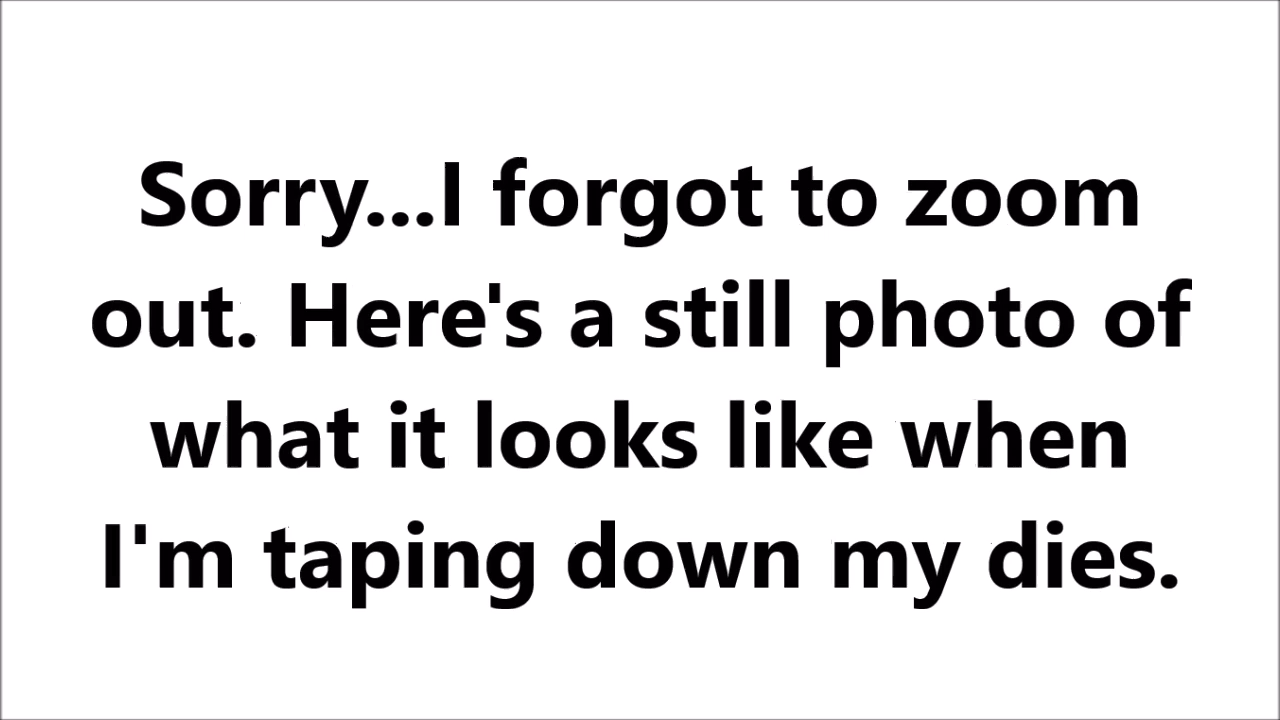 Sorry...I forgot to zoom
out. Here's a still photo of
what it looks like when
I'm taping down my dies.